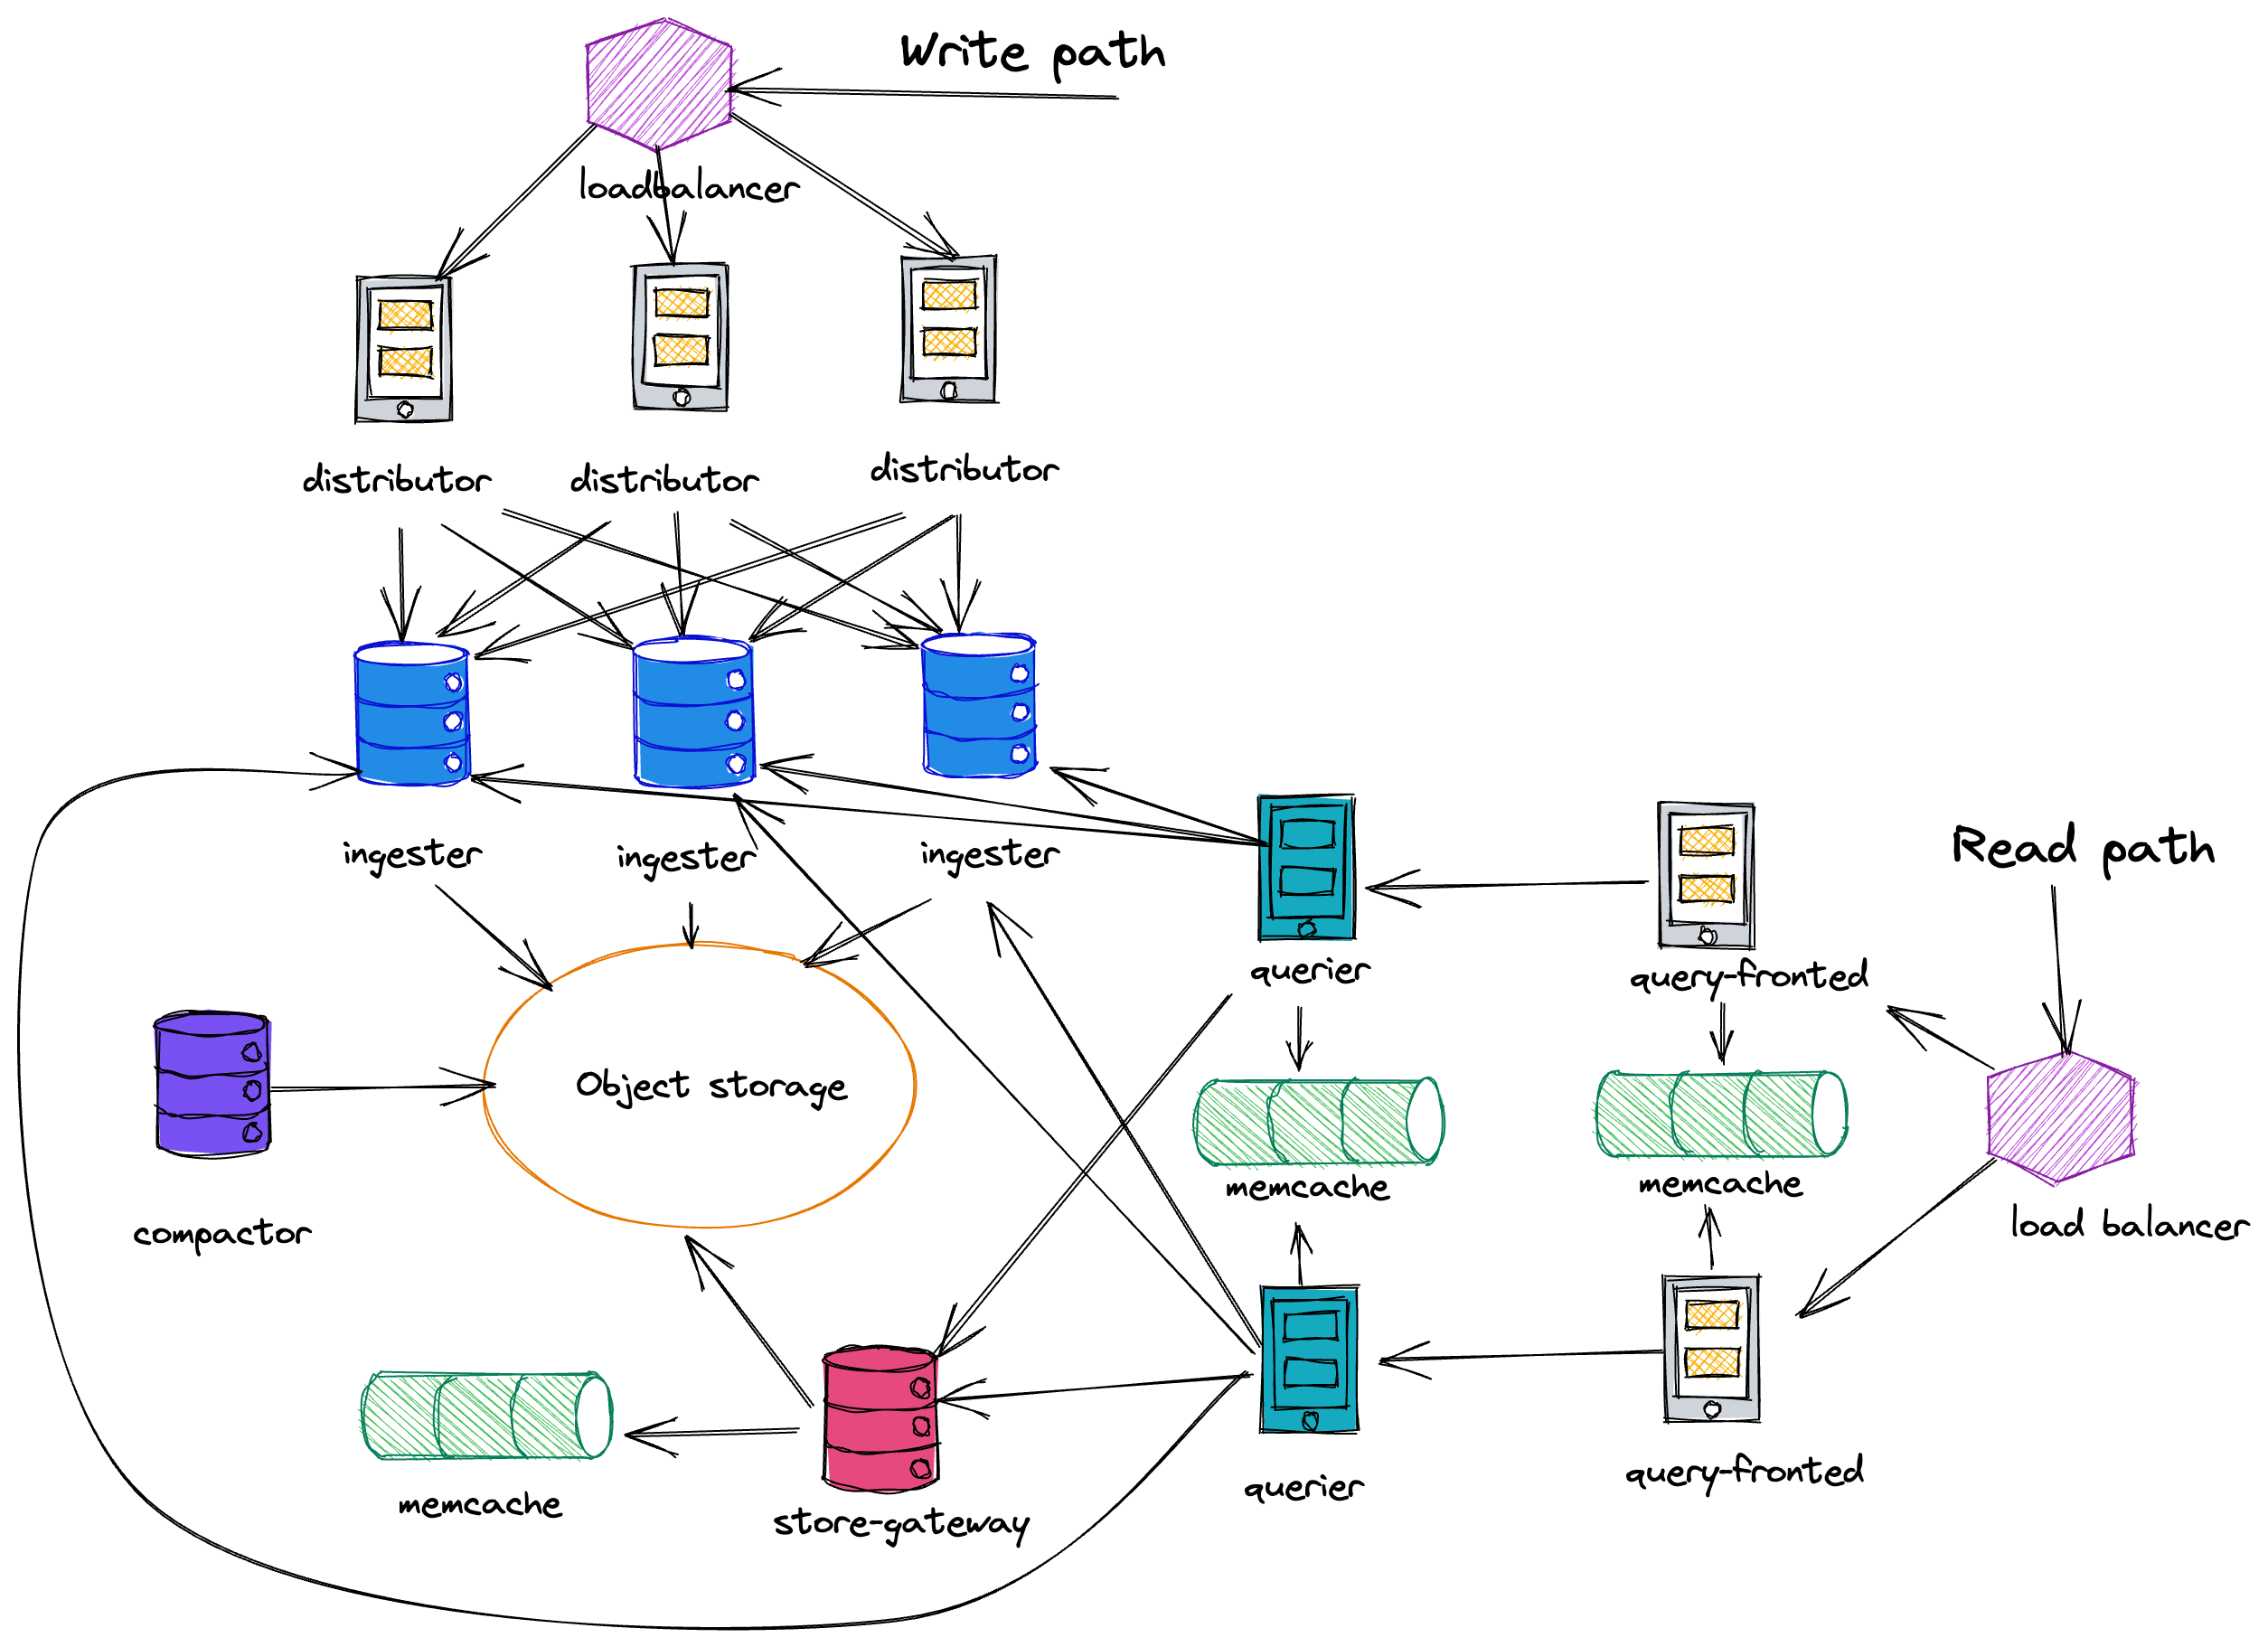 Write path
loadbalancer
distributor
distributor
distributor
ingester
ingester
ingester
Read path
querier
query-fronted
Object storage
memcache
memcache
load balancer
compactor
memcache
store-gateway
querier
query-fronted